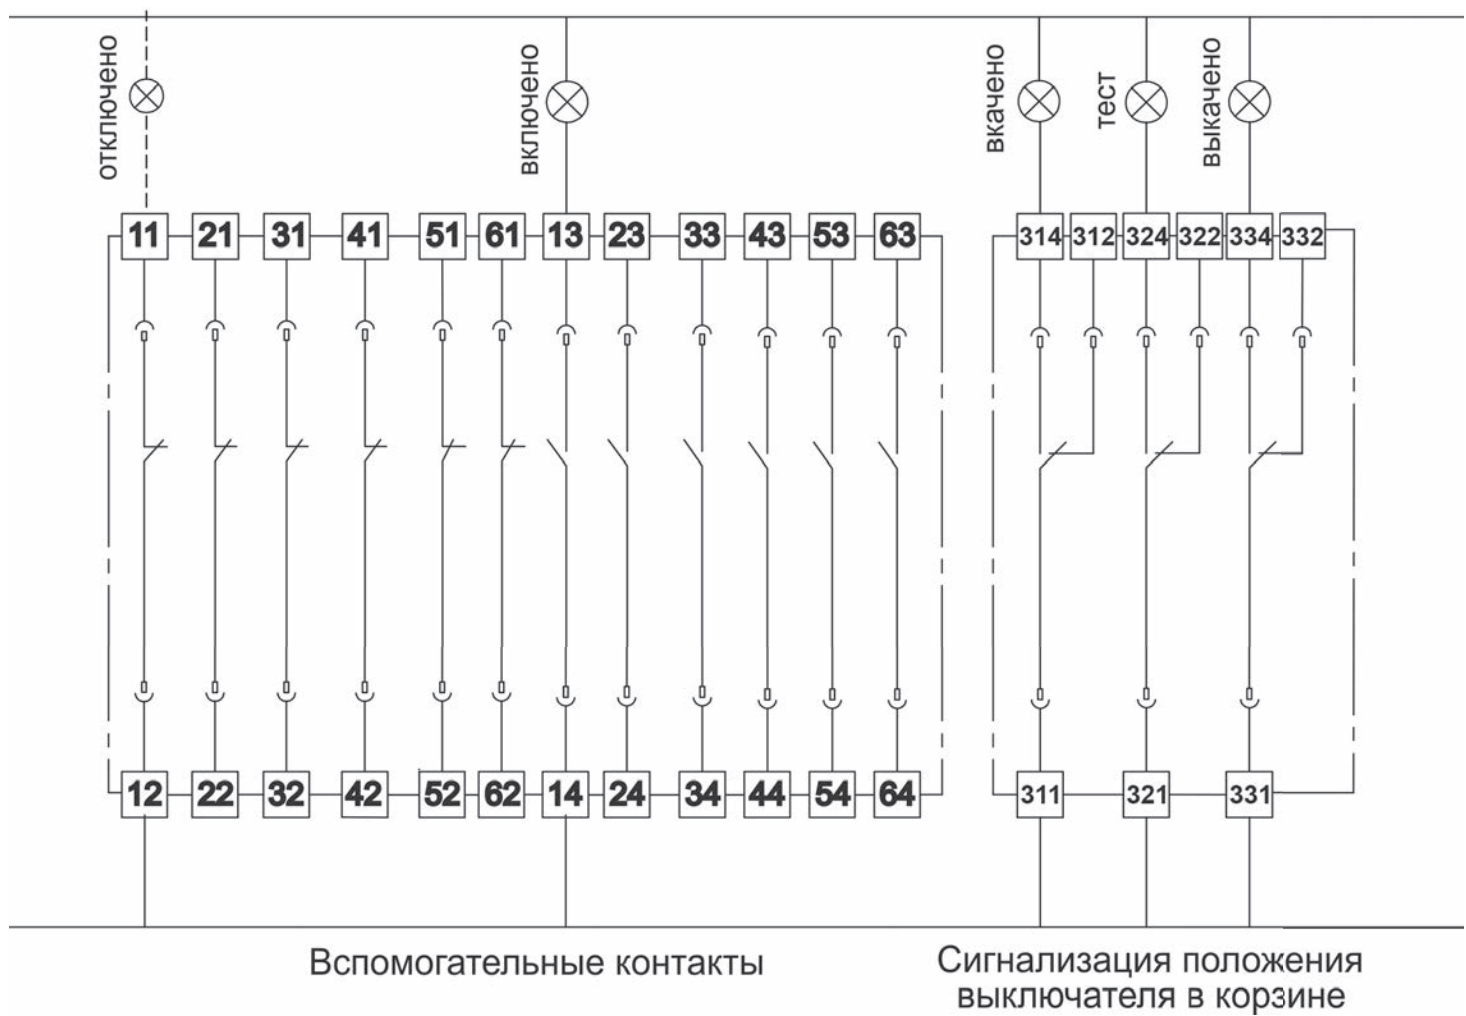 отключено
включено
вкачено
тест
выкачено
11 21 31 41 51 61 13 23 33 43 53 63
314 312 324 322 334 332
12 22 32 42 52 62 14 24 34 44 54 64
311 321 331
Вспомогательные контакты
Сигнализация положения
выключателя в корзине